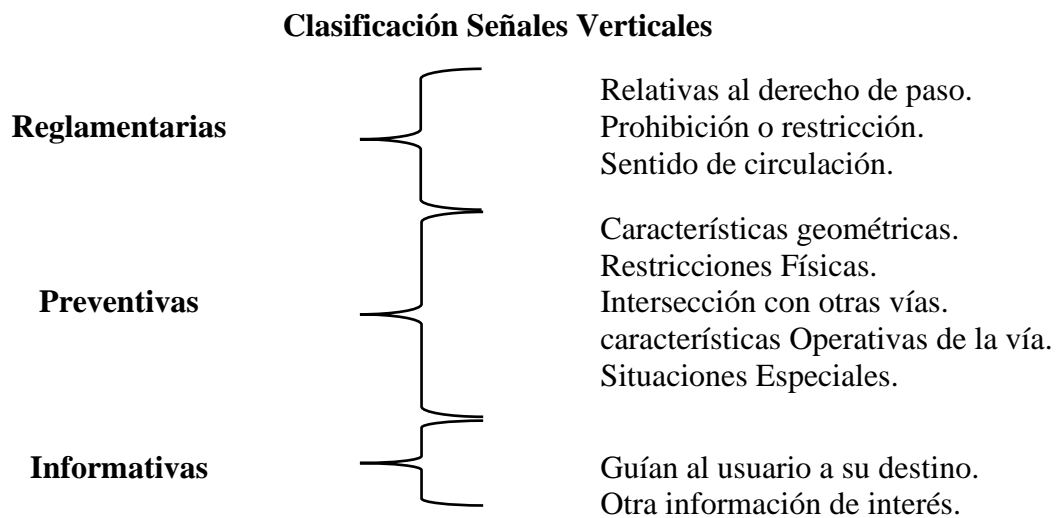 Clasificación Señales Verticales
Reglamentarias
Relativas al derecho de paso.
Prohibición o restricción.
Sentido de circulación.
Preventivas
Características geométricas.
Restricciones Físicas.
Intersección con otras vías.
características Operativas de la vía.
Situaciones Especiales.
Informativas
Guían al usuario a su destino.
Otra información de interés.